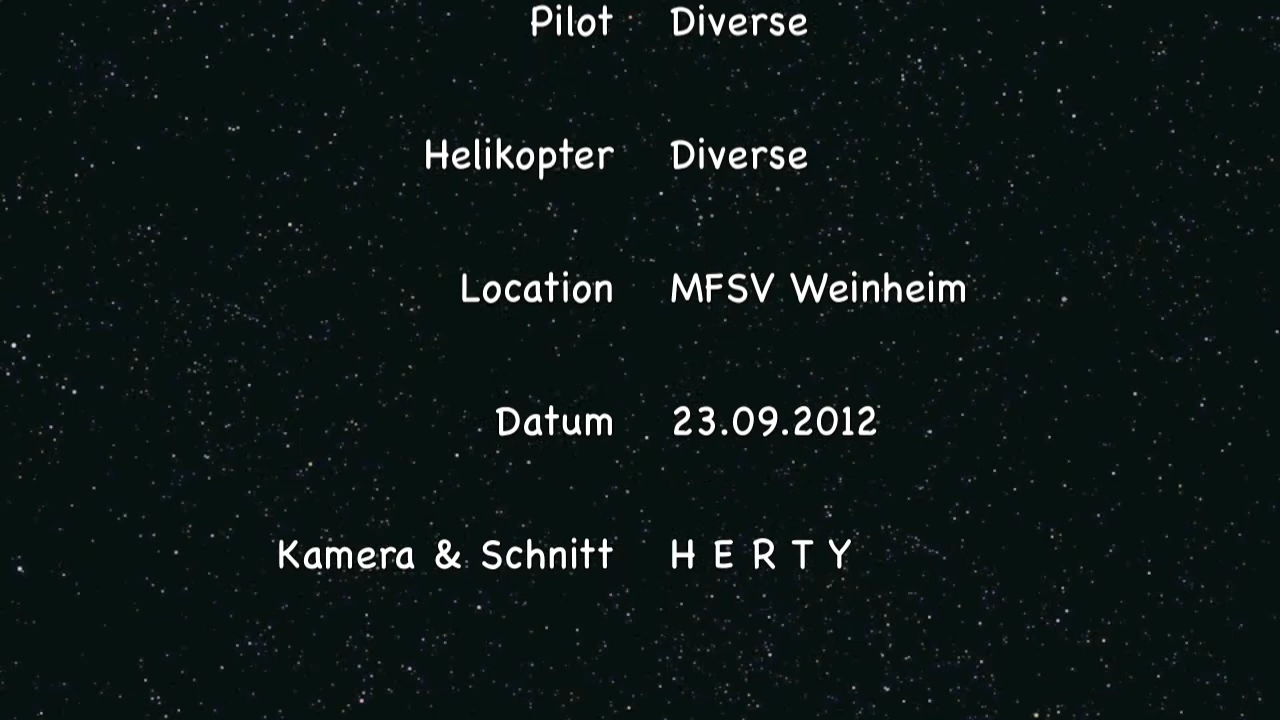 Pilot Diverse
Helikopter Diverse
Location MFSV Weinheim
Datum 23.09.2012
Kamera & Schnitt H E R T Y